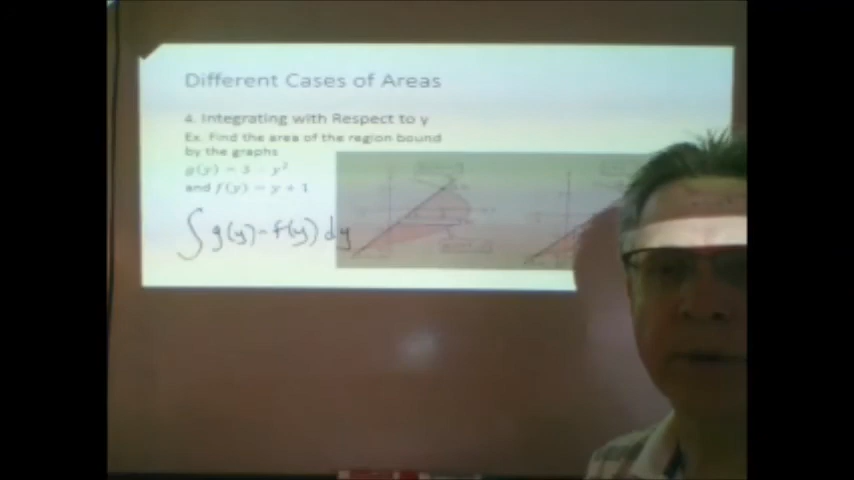 Different Cases of Areas
4. Integrating with Respect to y
Ex. Find the area of the region bound
by the graphs
g(y) = 3 - y²
and f(y) = y + 1
∫ g(y) - f(y) dy